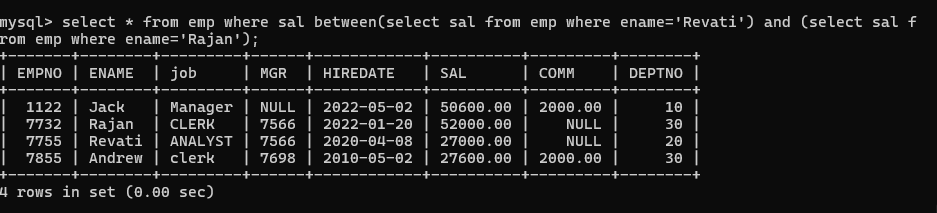 mysql> select * from emp where sal between(select sal from emp where ename='Revati') and (select sal f
rom emp where ename='Rajan');
+-------+--------+---------+------+------------+----------+---------+--------+
| EMPNO | ENAME  | job     | MGR  | HIREDATE   | SAL      | COMM    | DEPTNO |
+-------+--------+---------+------+------------+----------+---------+--------+
|  1122 | Jack   | Manager | NULL | 2022-05-02 | 50600.00 | 2000.00 |     10 |
|  7732 | Rajan  | CLERK   | 7566 | 2022-01-20 | 52000.00 |    NULL |     30 |
|  7755 | Revati | ANALYST | 7566 | 2020-04-08 | 27000.00 |    NULL |     20 |
|  7855 | Andrew | clerk   | 7698 | 2010-05-02 | 27600.00 | 2000.00 |     30 |
+-------+--------+---------+------+------------+----------+---------+--------+
4 rows in set (0.00 sec)